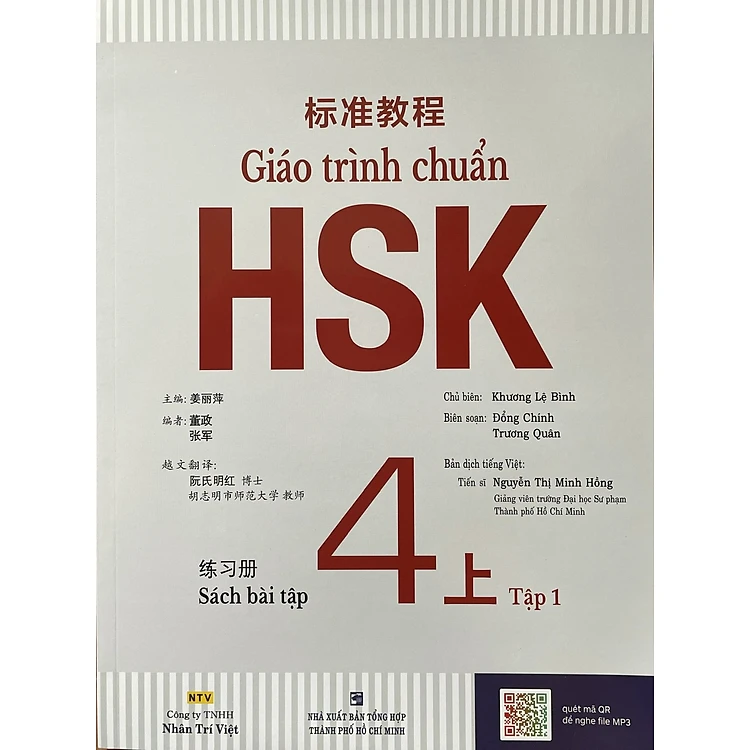 标准教程
Giáo trình chuẩn
HSK
主编: 姜丽萍
编者: 董政
张军
越文翻译:
阮氏明红 博士
胡志明市师范大学 教师
Chủ biên: Khương Lệ Bình
Biên soạn: Đổng Chính
Trương Quân
Bản dịch tiếng Việt:
Tiến sĩ Nguyễn Thị Minh Hồng
Giảng viên trường Đại học Sư phạm
Thành phố Hồ Chí Minh
练习册
Sách bài tập
4 上 Tập 1
NTV
Công ty TNHH
Nhân Trí Việt
NHÀ XUẤT BẢN TỔNG HỢP
THÀNH PHỐ HỒ CHÍ MINH
quét mã QR
để nghe file MP3